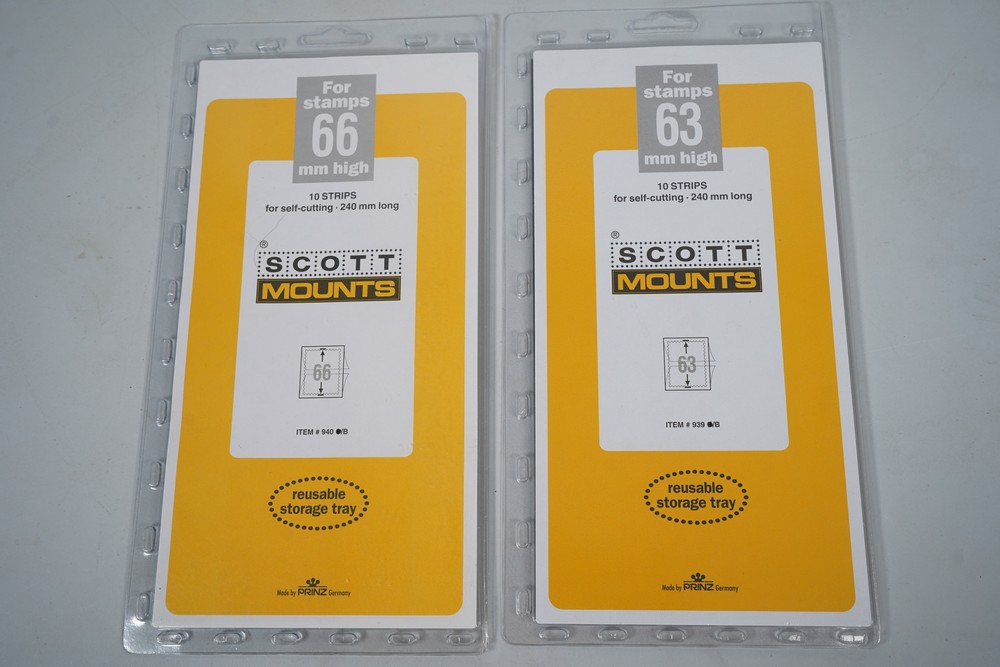 For
stamps
66
mm high
10 STRIPS
for self-cutting - 240 mm long
®
SCOTT
MOUNTS
66
ITEM # 940 ●/B
reusable
storage tray
Made by PRINZ Germany
For
stamps
63
mm high
10 STRIPS
for self-cutting - 240 mm long
®
SCOTT
MOUNTS
63
ITEM # 939 ●/B
reusable
storage tray
Made by PRINZ Germany